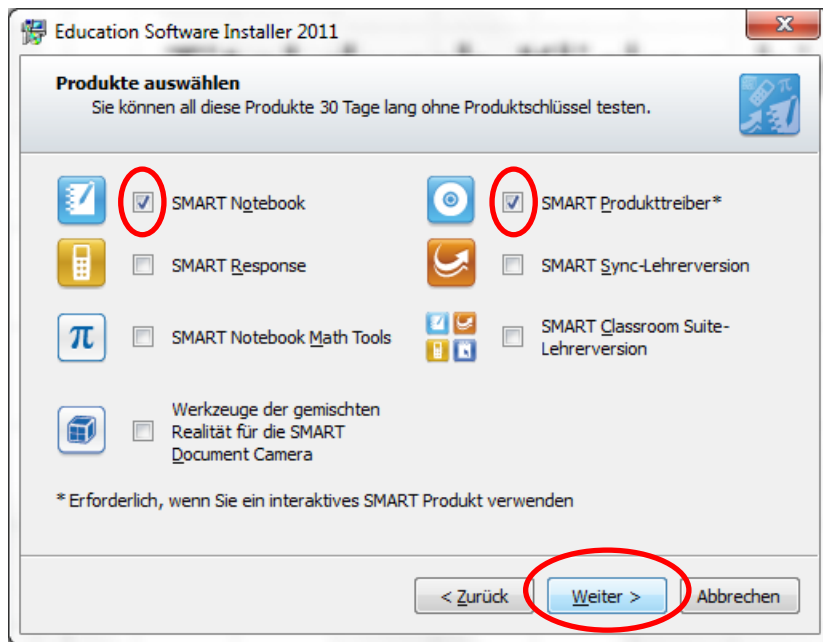 Education Software Installer 2011
Produkte auswählen
Sie können all diese Produkte 30 Tage lang ohne Produktschlüssel testen.
SMART Notebook
SMART Produkttreiber*
SMART Response
SMART Sync-Lehrerversion
π
SMART Notebook Math Tools
SMART Classroom Suite-
Lehrerversion
Werkzeuge der gemischten
Realität für die SMART
Document Camera
* Erforderlich, wenn Sie ein interaktives SMART Produkt verwenden
< Zurück
Weiter >
Abbrechen